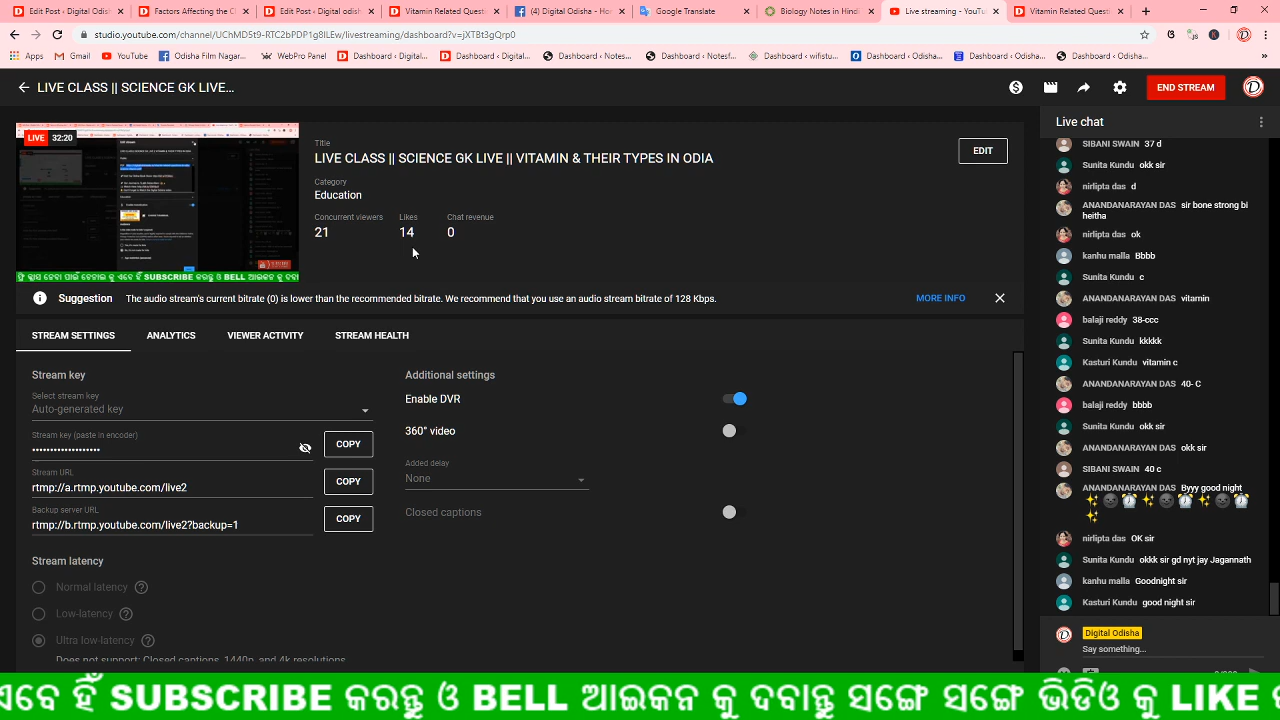 Edit Post ‹ Digital odish
Factors Affecting the Cl
Edit Post ‹ Digital odish
Vitamin Related Quest
(4) Digital Odisha - Ho
Google Translate
Biology Notes in Hindi
Live streaming - YouTu
Vitamin Related Quest
studio.youtube.com/channel/UChMD5t9-RTC2bPDP1g8ILEw/livestreaming/dashboard?v=jXTBt3gQrp0
Apps
Gmail
YouTube
Odisha Film Nagar...
WebPro Panel
Dashboard ‹ Digital...
Dashboard ‹ Notes...
Dashboard ‹ Notes...
Dashboard ‹ wifistu...
Dashboard ‹ Odisha...
Dashboard ‹ Digital...
Dashboard ‹ Odisha...
LIVE CLASS || SCIENCE GK LIVE...
END STREAM
LIVE 32:20
Title
LIVE CLASS || SCIENCE GK LIVE || VITAMIN & THEIR TYPES IN ODIA
EDIT
Category
Education
Concurrent viewers
Likes
Chat revenue
21
14
0
Suggestion The audio stream's current bitrate (0) is lower than the recommended bitrate. We recommend that you use an audio stream bitrate of 128 Kbps.
MORE INFO
STREAM SETTINGS
ANALYTICS
VIEWER ACTIVITY
STREAM HEALTH
Stream key
Select stream key
Auto-generated key
Stream key (paste in encoder)
••••••••••••••••••••
COPY
Stream URL
rtmp://a.rtmp.youtube.com/live2
COPY
Backup server URL
rtmp://b.rtmp.youtube.com/live2?backup=1
COPY
Stream latency
Normal latency
Low-latency
Ultra low-latency
Does not support: Closed captions, 1440p, and 4k resolutions
Additional settings
Enable DVR
360° video
Added delay
None
Closed captions
Live chat
SIBANI SWAIN 37 d
Sunita Kundu okk sir
nirlipta das d
ANANDANARAYAN DAS sir bone strong bi
heitha
nirlipta das ok
kanhu malla Bbbb
Sunita Kundu c
ANANDANARAYAN DAS vitamin
balaji reddy 38-ccc
Sunita Kundu kkkkk
Kasturi Kundu vitamin c
ANANDANARAYAN DAS 40- C
balaji reddy bbbb
Sunita Kundu okk sir
ANANDANARAYAN DAS okk sir
SIBANI SWAIN 40 c
ANANDANARAYAN DAS Byyy good night
nirlipta das OK sir
Sunita Kundu okkk sir gd nyt jay Jagannath
kanhu malla Goodnight sir
Kasturi Kundu good night sir
Digital Odisha
Say something...
ଏବେ ହିଁ SUBSCRIBE କରନ୍ତୁ ଓ BELL ଆଇକନ କୁ ଦବାନ୍ତୁ ସଙ୍ଗେ ସଙ୍ଗେ ଭିଡିଓ କୁ LIKE